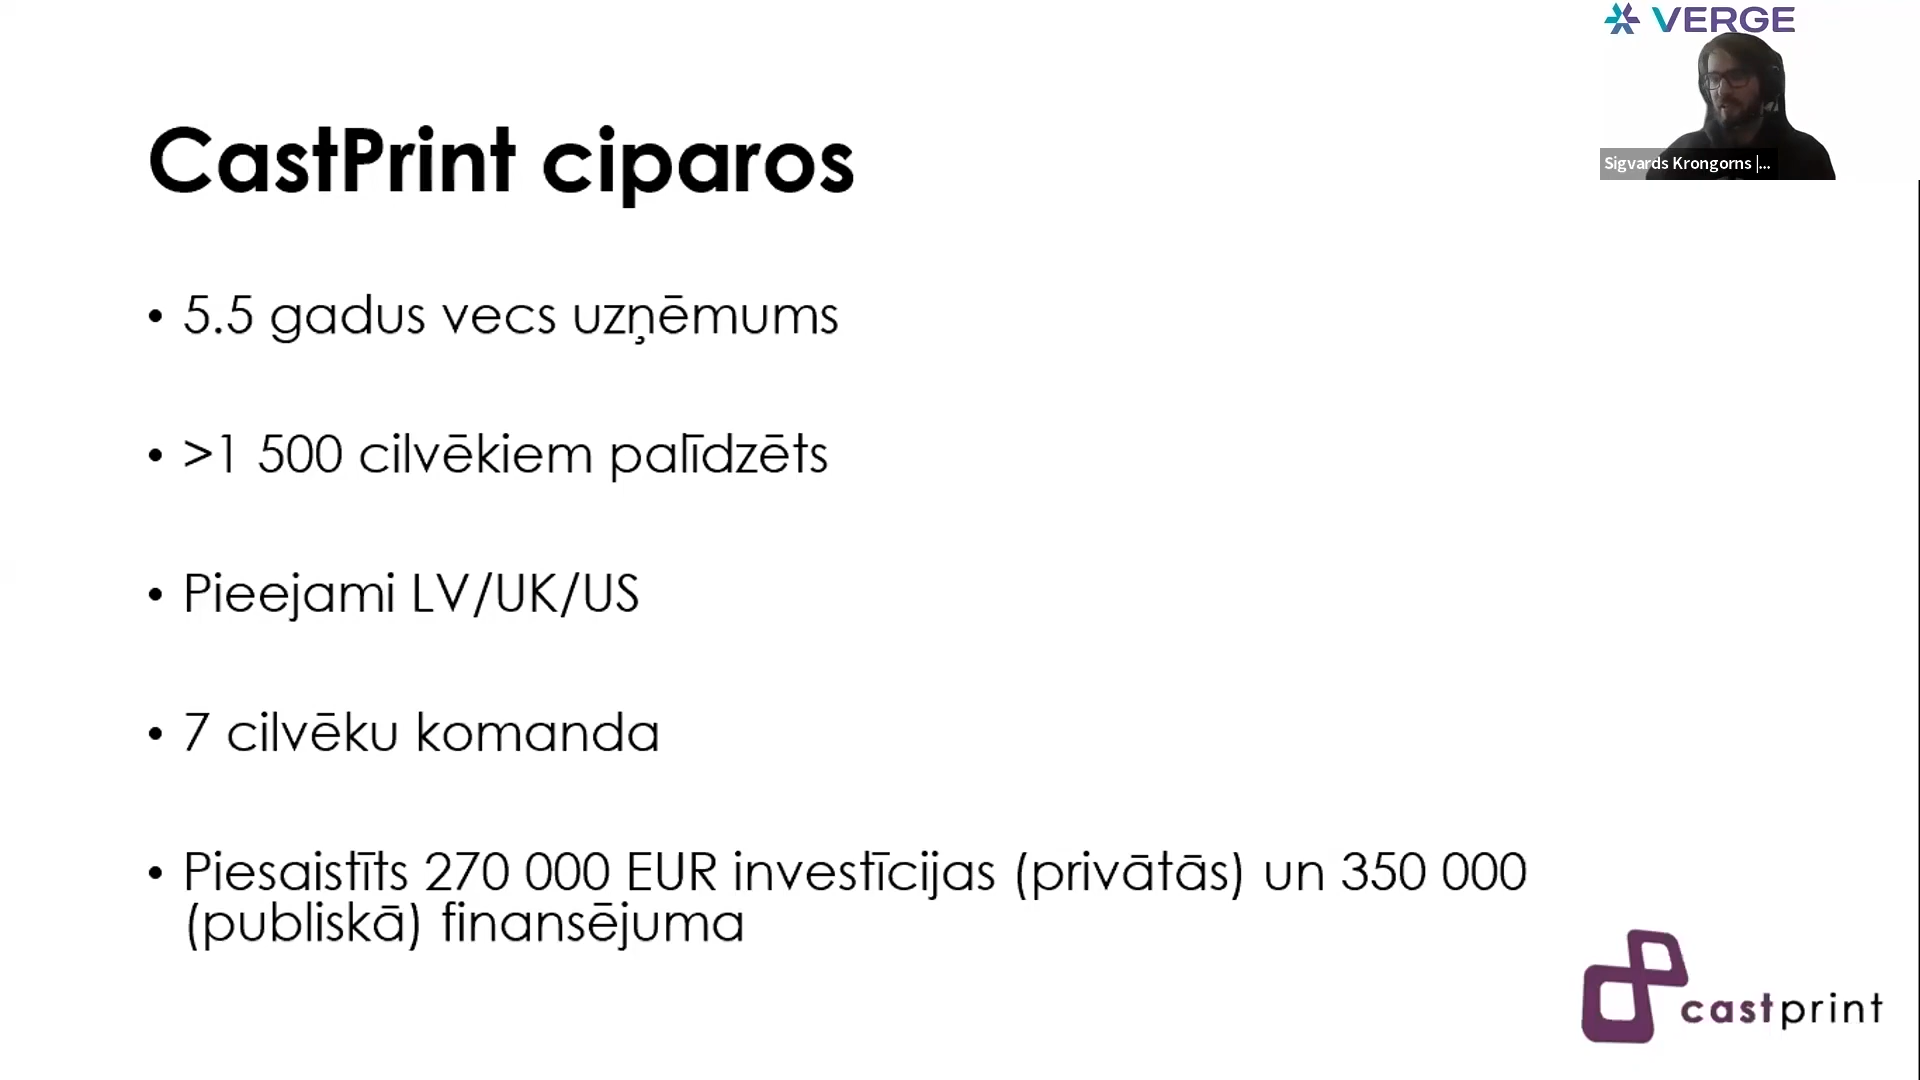 VERGE
Sigvards Krongorns |...
CastPrint ciparos
• 5.5 gadus vecs uzņēmums
• >1 500 cilvēkiem palīdzēts
• Pieejami LV/UK/US
• 7 cilvēku komanda
• Piesaistīts 270 000 EUR investīcijas (privātās) un 350 000
(publiskā) finansējuma
castprint